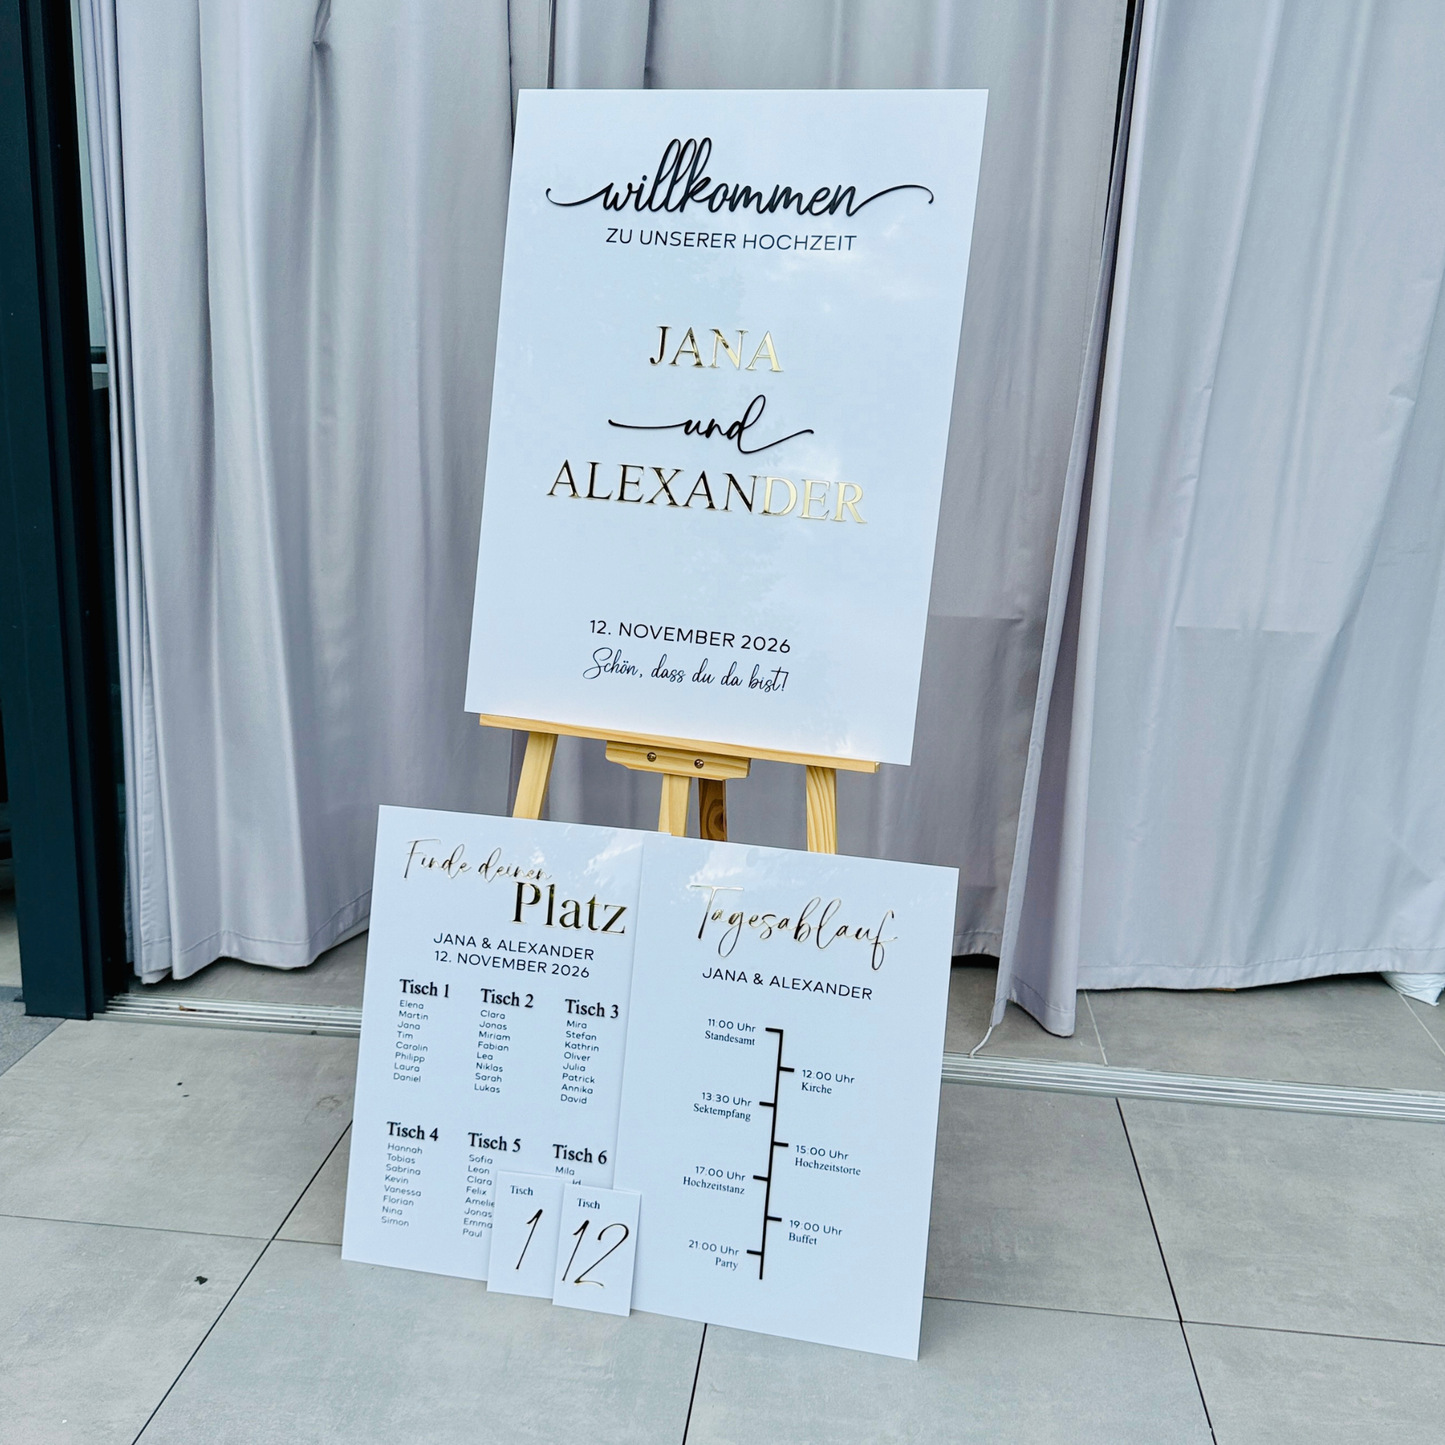 willkommen
ZU UNSERER HOCHZEIT
JANA
und
ALEXANDER
12. NOVEMBER 2026
Schön, dass du da bist!
Finde deinen
Platz
JANA & ALEXANDER
12. NOVEMBER 2026
Tisch 1
Elena
Martin
Jana
Tim
Carolin
Philipp
Laura
Daniel
Tisch 2
Clara
Jonas
Miriam
Fabian
Lea
Niklas
Sarah
Lukas
Tisch 3
Mira
Stefan
Kathrin
Oliver
Julia
Patrick
Annika
David
Tisch 4
Hannah
Tobias
Sabrina
Kevin
Vanessa
Florian
Nina
Simon
Tisch 5
Sofia
Leon
Clara
Felix
Amelie
Jonas
Emma
Paul
Tisch 6
Mila
Tisch
1
Tisch
12
Tagesablauf
JANA & ALEXANDER
11:00 Uhr
Standesamt
12:00 Uhr
Kirche
13:30 Uhr
Sektempfang
15:00 Uhr
Hochzeitstorte
17:00 Uhr
Hochzeitstanz
19:00 Uhr
Buffet
21:00 Uhr
Party